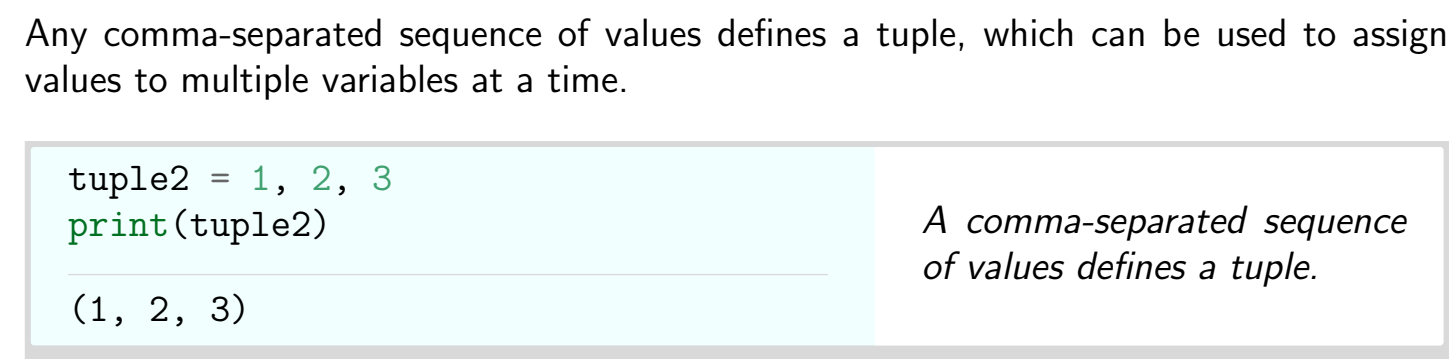 Any comma-separated sequence of values defines a tuple, which can be used to assign
values to multiple variables at a time.
tuple2 = 1, 2, 3
print(tuple2)
(1, 2, 3)
A comma-separated sequence
of values defines a tuple.